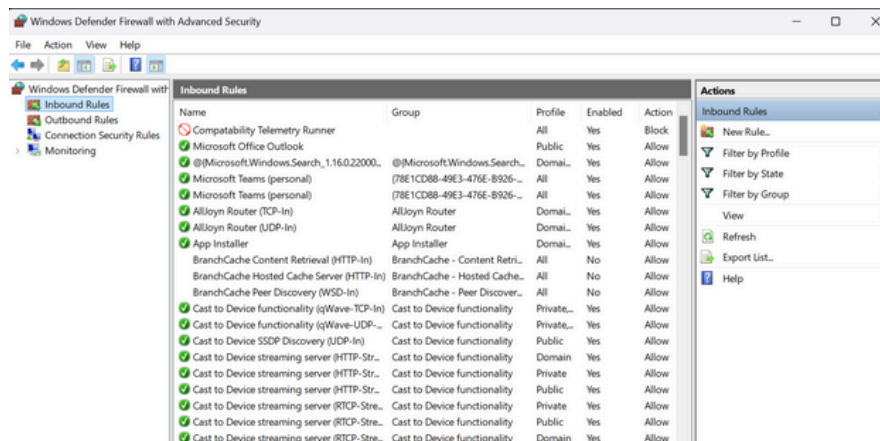 Windows Defender Firewall with Advanced Security
File Action View Help
Windows Defender Firewall with
Inbound Rules
Outbound Rules
Connection Security Rules
Monitoring
Inbound Rules
Name Group Profile Enabled Action
Compatability Telemetry Runner All Yes Block
Microsoft Office Outlook Public Yes Allow
@{Microsoft.Windows.Search_1.16.0.22000... @{Microsoft.Windows.Search... Domai... Yes Allow
Microsoft Teams (personal) {78E1CD88-49E3-476E-B926-... All Yes Allow
Microsoft Teams (personal) {78E1CD88-49E3-476E-B926-... All Yes Allow
AllJoyn Router (TCP-In) AllJoyn Router Domai... Yes Allow
AllJoyn Router (UDP-In) AllJoyn Router Domai... Yes Allow
App Installer App Installer Domai... Yes Allow
BranchCache Content Retrieval (HTTP-In) BranchCache - Content Retri... All No Allow
BranchCache Hosted Cache Server (HTTP-In) BranchCache - Hosted Cache... All No Allow
BranchCache Peer Discovery (WSD-In) BranchCache - Peer Discover... All No Allow
Cast to Device functionality (qWave-TCP-In) Cast to Device functionality Private,... Yes Allow
Cast to Device functionality (qWave-UDP-... Cast to Device functionality Private,... Yes Allow
Cast to Device SSDP Discovery (UDP-In) Cast to Device functionality Public Yes Allow
Cast to Device streaming server (HTTP-Str... Cast to Device functionality Domain Yes Allow
Cast to Device streaming server (HTTP-Str... Cast to Device functionality Private Yes Allow
Cast to Device streaming server (HTTP-Str... Cast to Device functionality Public Yes Allow
Cast to Device streaming server (RTCP-Stre... Cast to Device functionality Private Yes Allow
Cast to Device streaming server (RTCP-Stre... Cast to Device functionality Public Yes Allow
Cast to Device streaming server (RTCP-Stre... Cast to Device functionality Domain Yes Allow
Actions
Inbound Rules
New Rule...
Filter by Profile
Filter by State
Filter by Group
View
Refresh
Export List...
Help